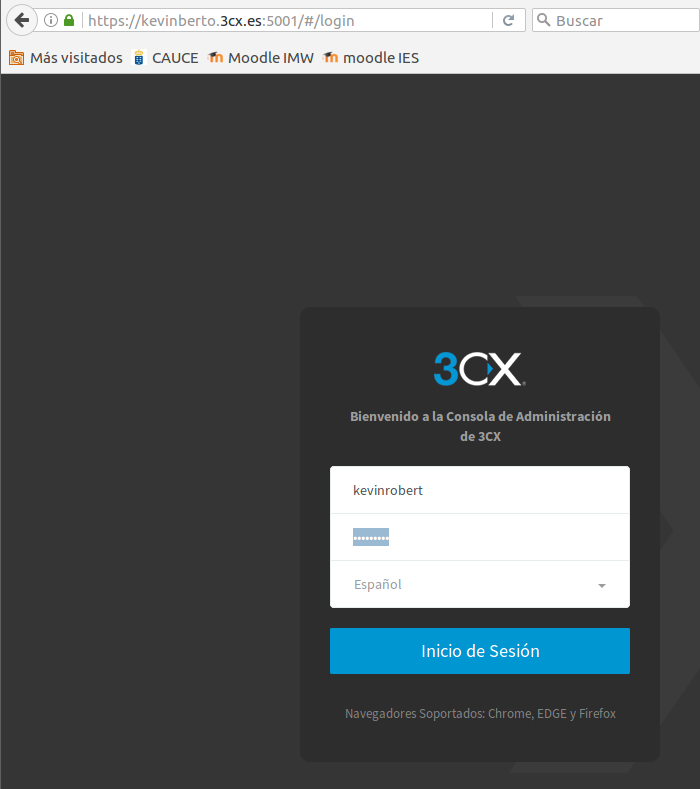 https://kevinberto.3cx.es:5001/#/login
Buscar
Más visitados CAUCE Moodle IMW moodle IES
3CX
Bienvenido a la Consola de Administración
de 3CX
kevinrobert
•••••••••
Español
Inicio de Sesión
Navegadores Soportados: Chrome, EDGE y Firefox